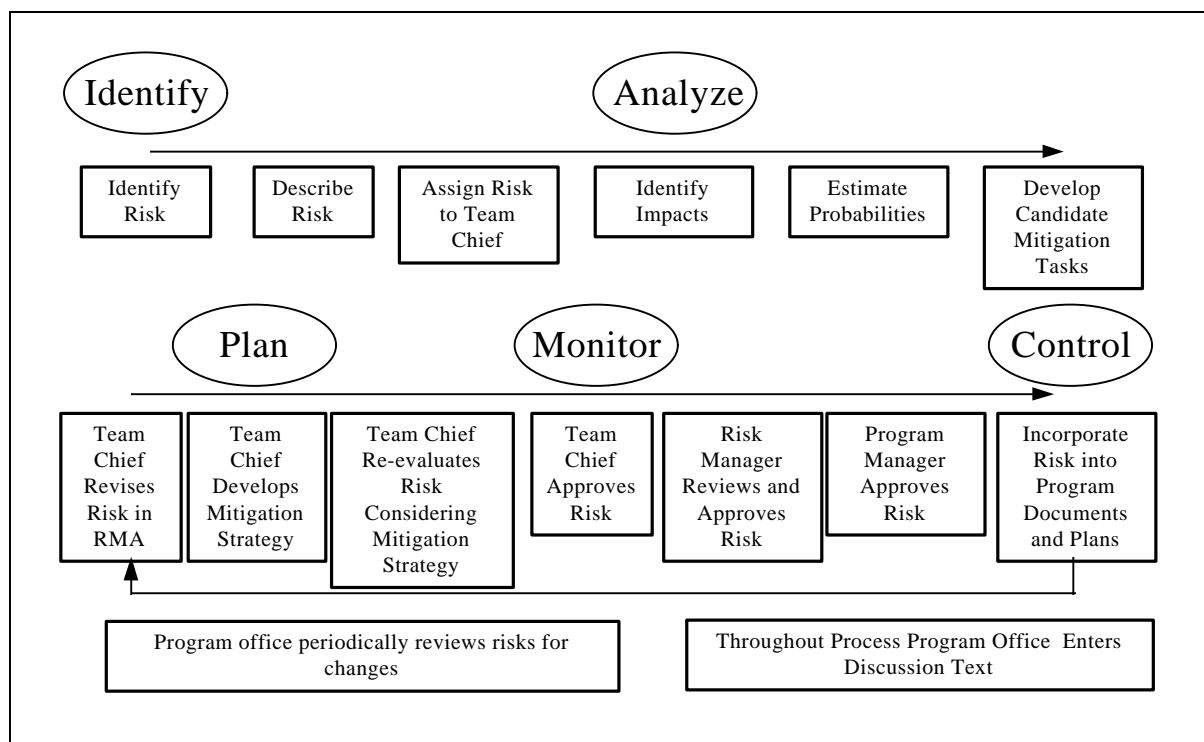 Identify
Analyze
Identify
Risk
Describe
Risk
Assign Risk
to Team
Chief
Identify
Impacts
Estimate
Probabilities
Develop
Candidate
Mitigation
Tasks
Plan
Monitor
Control
Team
Chief
Revises
Risk in
RMA
Team
Chief
Develops
Mitigation
Strategy
Team Chief
Re-evaluates
Risk
Considering
Mitigation
Strategy
Team
Chief
Approves
Risk
Risk
Manager
Reviews and
Approves
Risk
Program
Manager
Approves
Risk
Incorporate
Risk into
Program
Documents
and Plans
Program office periodically reviews risks for
changes
Throughout Process Program Office Enters
Discussion Text